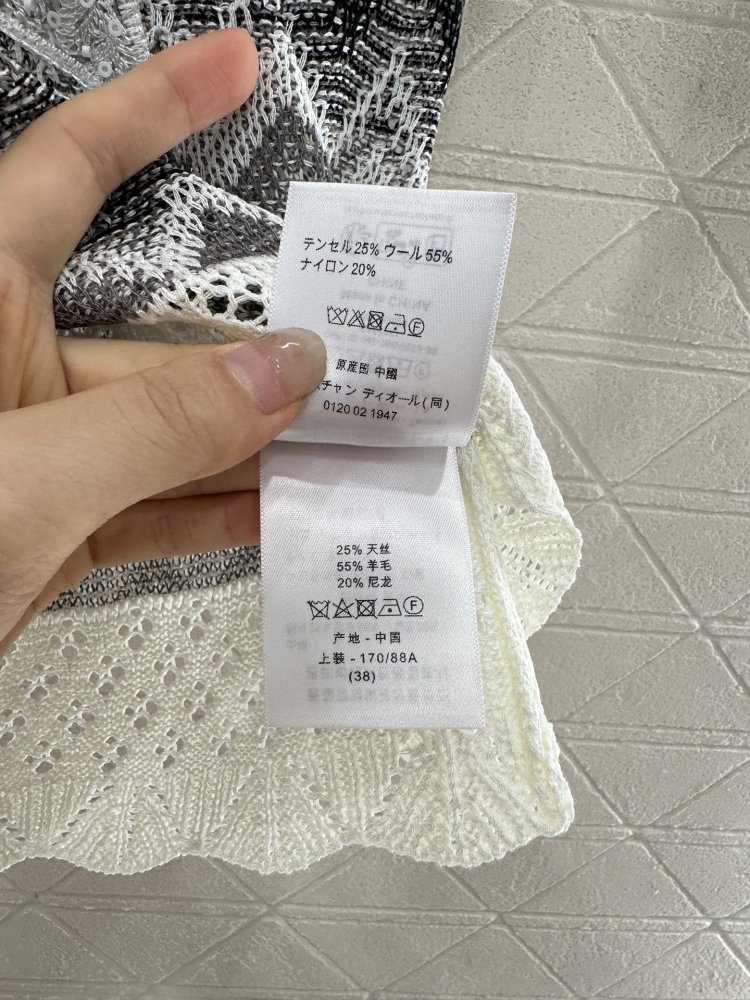 テンセル25% ウール55%
ナイロン20%
原産国 中國
チャン ディオール(同)
0120 02 1947
25% 天丝
55% 羊毛
20% 尼龙
F
产地 - 中国
上装 - 170/88A
(38)